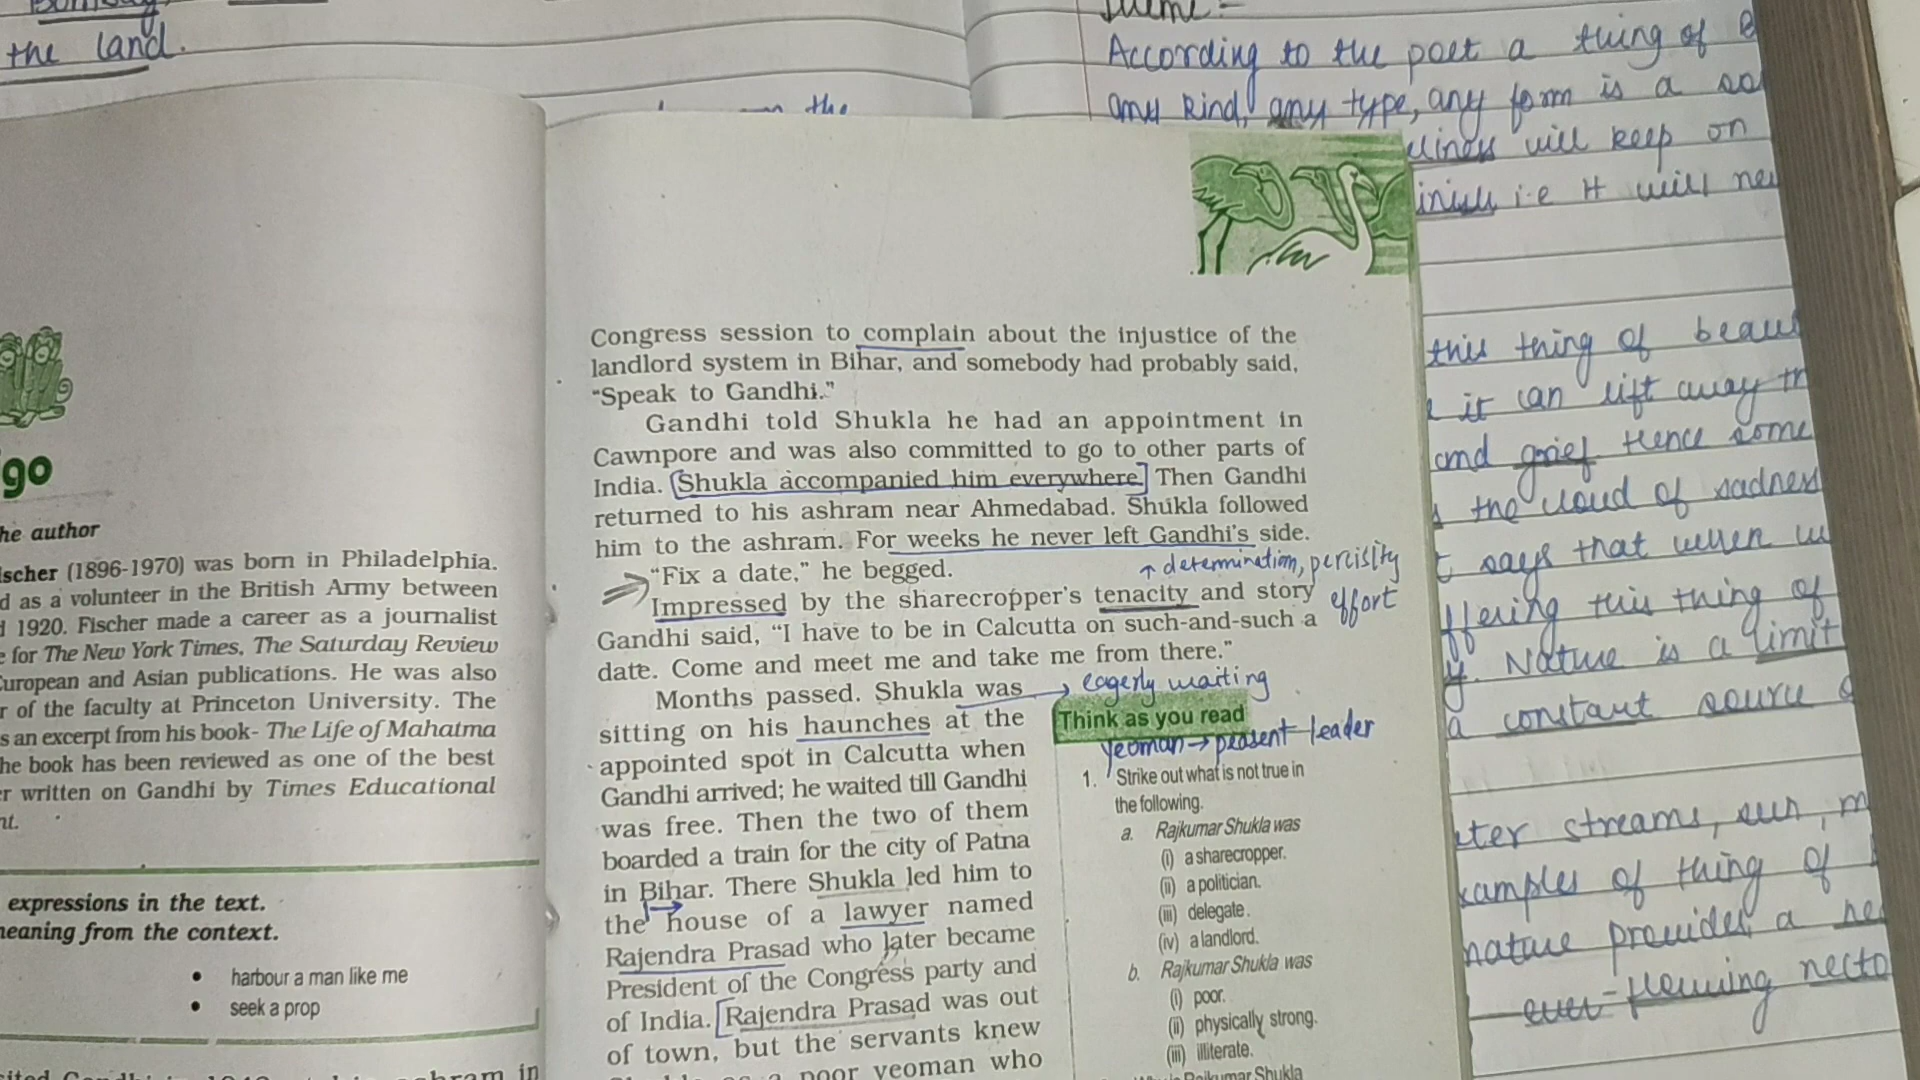 the land.
the
Theme:-
According to the poet a thing of
any kind, any type, any form is a
will keep on
i.e it will
this thing of
it can lift away
and grief Hence some
the cloud of sadness
says that when
this thing of
Nature is a limit
a constant source
streams, sun,
of thing of
nature provides a
ever-flowing necta
go
he author
ischer (1896-1970) was born in Philadelphia.
d as a volunteer in the British Army between
1920. Fischer made a career as a journalist
e for The New York Times, The Saturday Review
European and Asian publications. He was also
r of the faculty at Princeton University. The
s an excerpt from his book- The Life of Mahatma
he book has been reviewed as one of the best
er written on Gandhi by Times Educational
nt.
expressions in the text.
neaning from the context.
• harbour a man like me
• seek a prop
Congress session to complain about the injustice of the
landlord system in Bihar, and somebody had probably said,
“Speak to Gandhi.”
Gandhi told Shukla he had an appointment in
Cawnpore and was also committed to go to other parts of
India. [Shukla accompanied him everywhere.] Then Gandhi
returned to his ashram near Ahmedabad. Shukla followed
him to the ashram. For weeks he never left Gandhi’s side.
“Fix a date,” he begged.
↑ determination, percisity
effort
Impressed by the sharecropper’s tenacity and story
Gandhi said, “I have to be in Calcutta on such-and-such a
date. Come and meet me and take me from there.”
Months passed. Shukla was → eagerly waiting
sitting on his haunches at the
appointed spot in Calcutta when
Gandhi arrived; he waited till Gandhi
was free. Then the two of them
boarded a train for the city of Patna
in Bihar. There Shukla led him to
the house of a lawyer named
Rajendra Prasad who later became
President of the Congress party and
of India. [Rajendra Prasad was out
of town, but the servants knew
a poor yeoman who
Think as you read
yeoman → peasent leader
1. Strike out what is not true in
the following.
a. Rajkumar Shukla was
(i) a sharecropper.
(ii) a politician.
(iii) delegate.
(iv) a landlord.
b. Rajkumar Shukla was
(i) poor.
(ii) physically strong.
(iii) illiterate.
Rajkumar Shukla